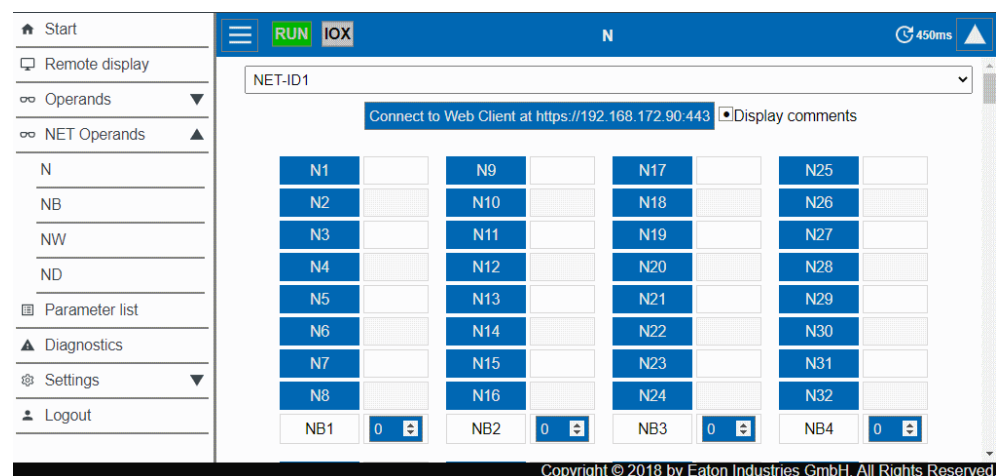 Start
Remote display
Operands
NET Operands
N
NB
NW
ND
Parameter list
Diagnostics
Settings
Logout
RUN IOX N 450ms
NET-ID1
Connect to Web Client at https://192.168.172.90:443 Display comments
N1 N9 N17 N25
N2 N10 N18 N26
N3 N11 N19 N27
N4 N12 N20 N28
N5 N13 N21 N29
N6 N14 N22 N30
N7 N15 N23 N31
N8 N16 N24 N32
NB1 0 NB2 0 NB3 0 NB4 0
Copyright © 2018 by Eaton Industries GmbH. All Rights Reserved